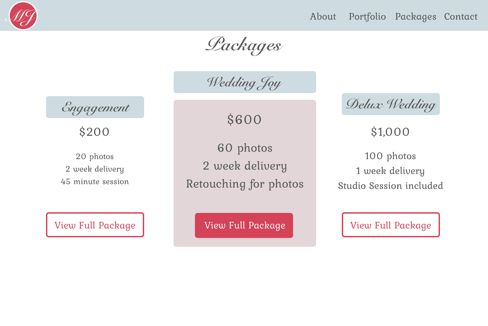 MJ
About Portfolio Packages Contact
Packages
Engagement
$200
20 photos
2 week delivery
45 minute session
View Full Package
Wedding Joy
$600
60 photos
2 week delivery
Retouching for photos
View Full Package
Delux Wedding
$1,000
100 photos
1 week delivery
Studio Session included
View Full Package